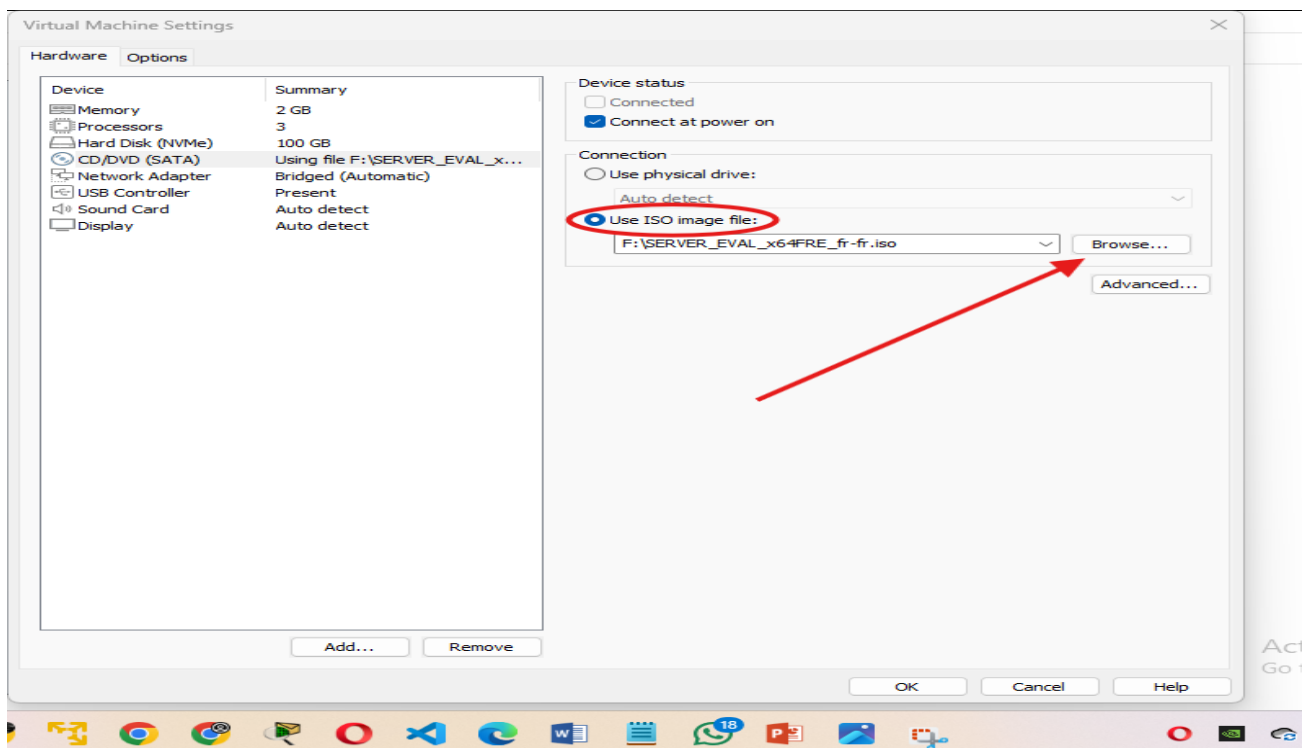 Virtual Machine Settings
Hardware Options
Device Summary
Memory 2 GB
Processors 3
Hard Disk (NVMe) 100 GB
CD/DVD (SATA) Using file F:\SERVER_EVAL_x...
Network Adapter Bridged (Automatic)
USB Controller Present
Sound Card Auto detect
Display Auto detect
Add... Remove
Device status
Connected
Connect at power on
Connection
Use physical drive:
Auto detect
Use ISO image file:
F:\SERVER_EVAL_x64FRE_fr-fr.iso Browse...
Advanced...
OK Cancel Help
Act
Go
18